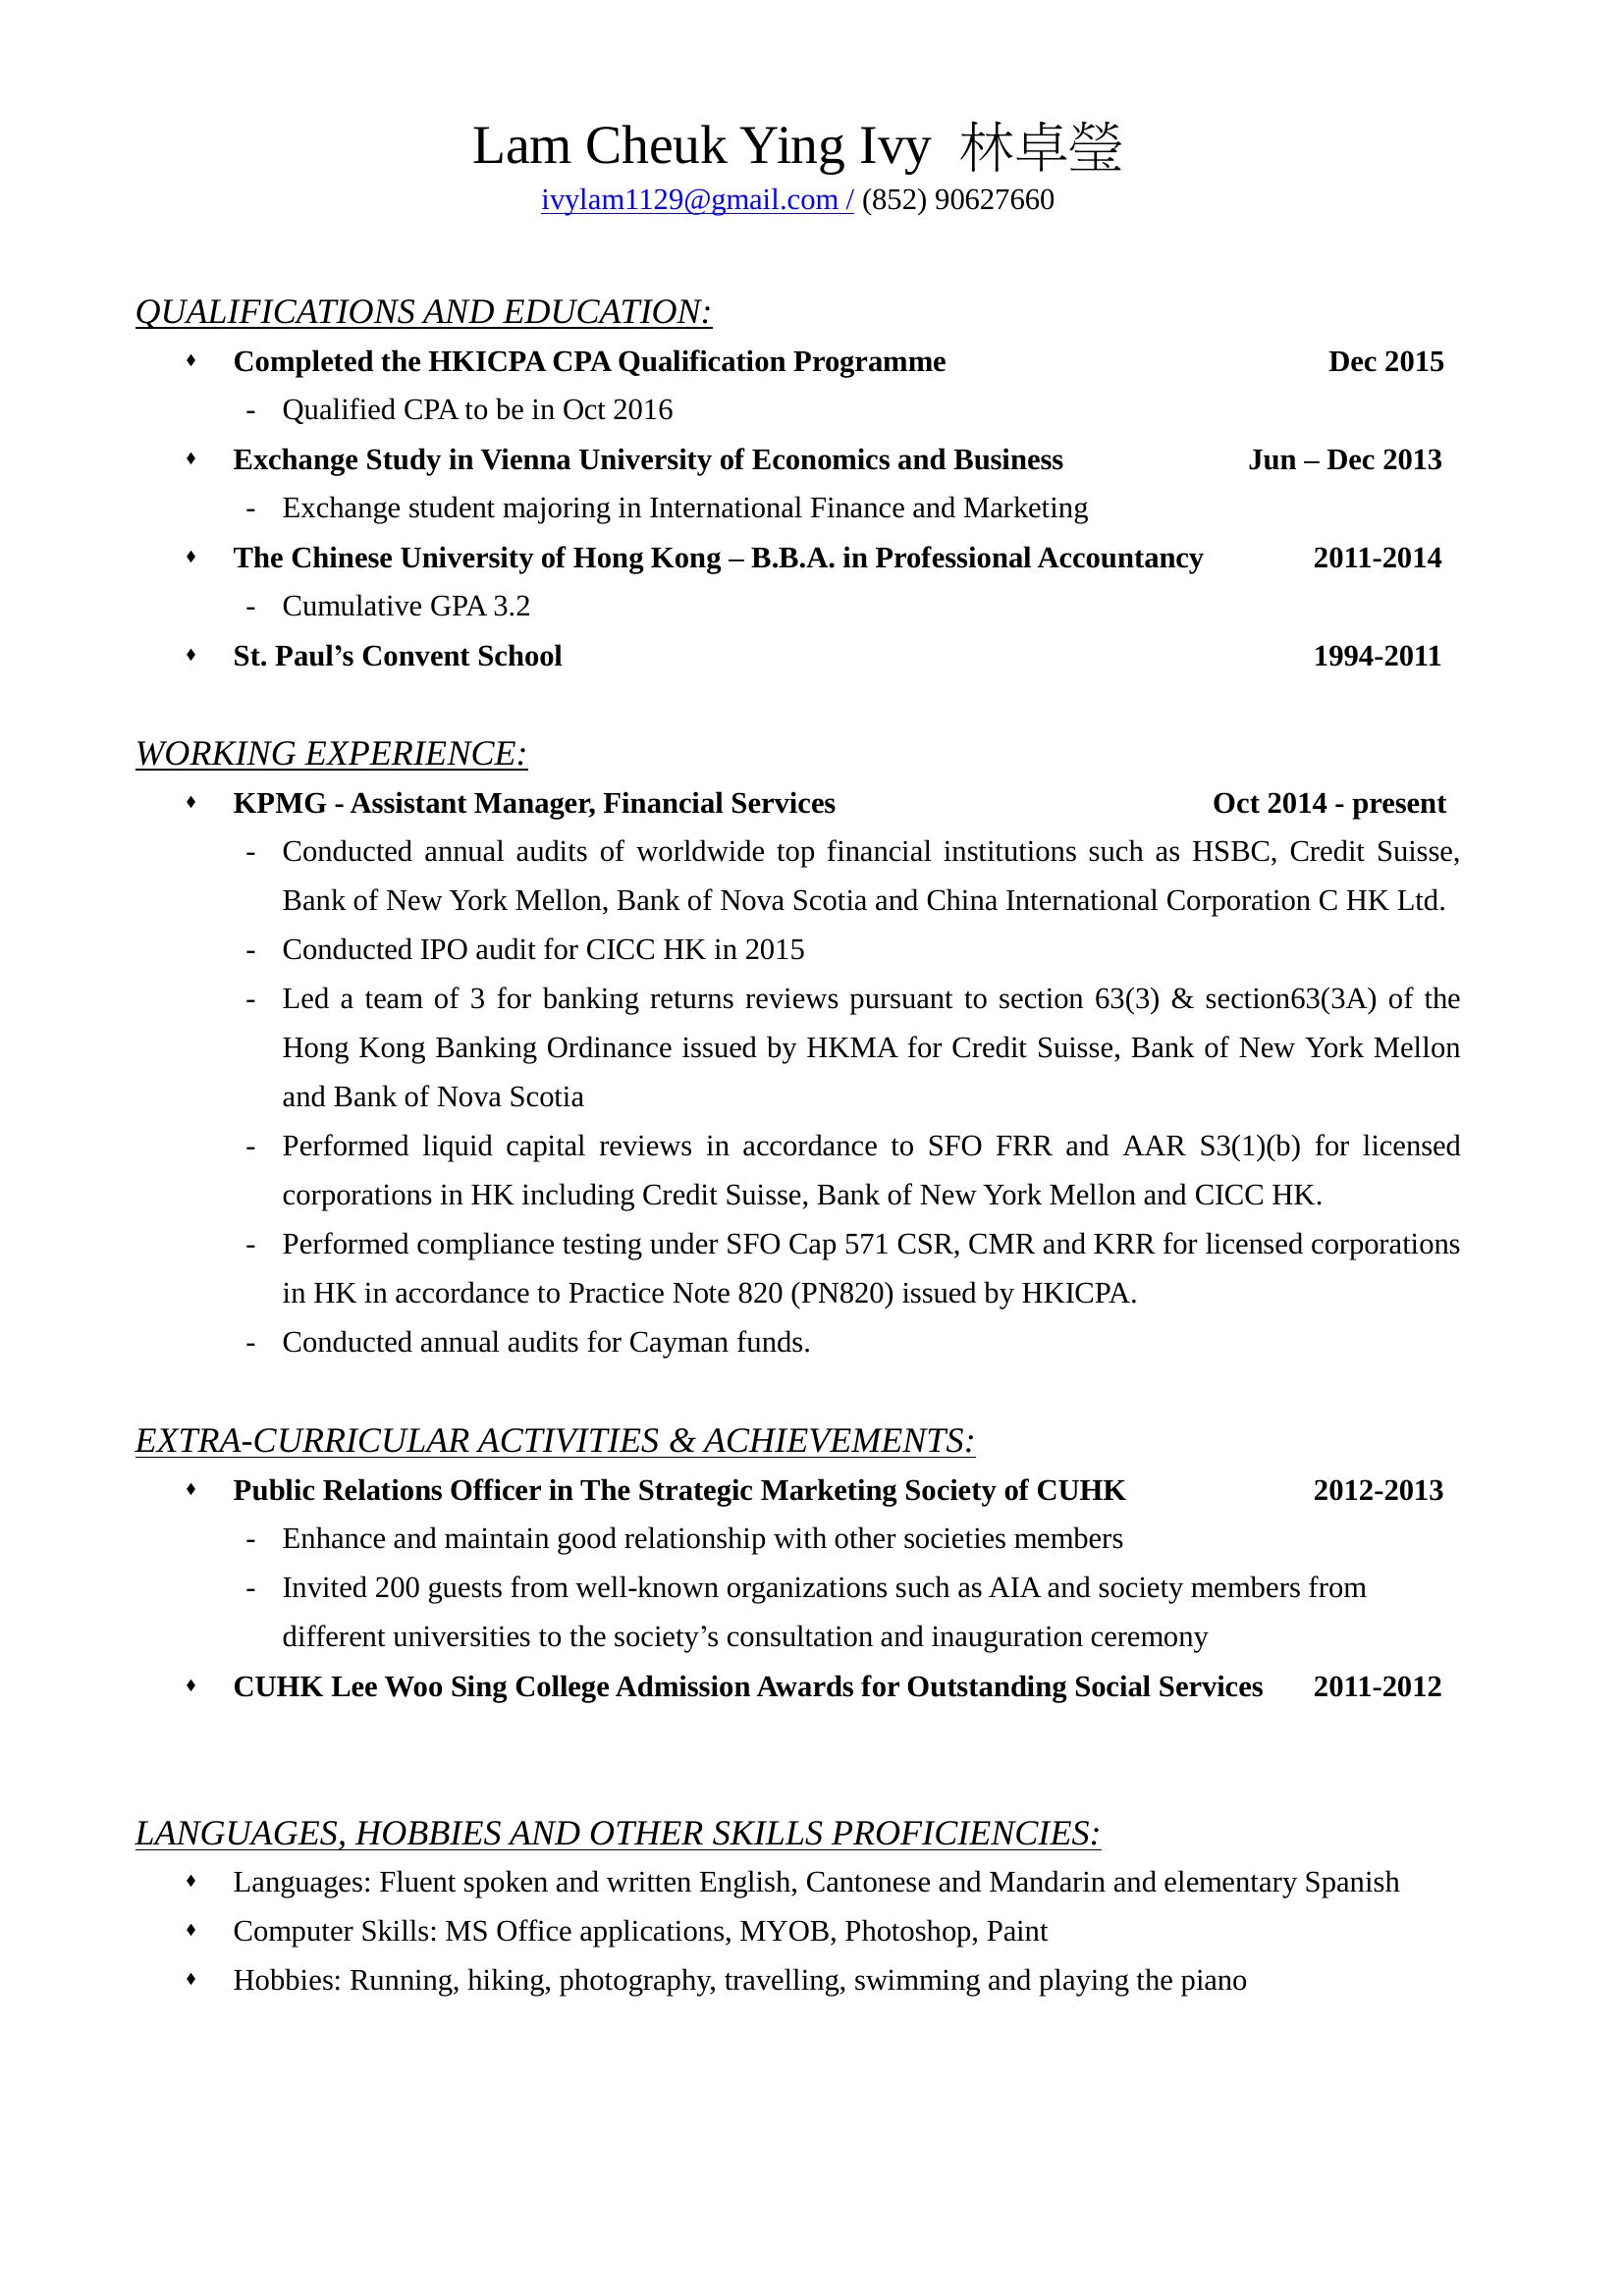 Lam Cheuk Ying Ivy 林卓瑩
ivylam1129@gmail.com / (852) 90627660
QUALIFICATIONS AND EDUCATION:
♦ Completed the HKICPA CPA Qualification Programme Dec 2015
- Qualified CPA to be in Oct 2016
♦ Exchange Study in Vienna University of Economics and Business Jun – Dec 2013
- Exchange student majoring in International Finance and Marketing
♦ The Chinese University of Hong Kong – B.B.A. in Professional Accountancy 2011-2014
- Cumulative GPA 3.2
♦ St. Paul’s Convent School 1994-2011
WORKING EXPERIENCE:
♦ KPMG - Assistant Manager, Financial Services Oct 2014 - present
- Conducted annual audits of worldwide top financial institutions such as HSBC, Credit Suisse,
Bank of New York Mellon, Bank of Nova Scotia and China International Corporation C HK Ltd.
- Conducted IPO audit for CICC HK in 2015
- Led a team of 3 for banking returns reviews pursuant to section 63(3) & section63(3A) of the
Hong Kong Banking Ordinance issued by HKMA for Credit Suisse, Bank of New York Mellon
and Bank of Nova Scotia
- Performed liquid capital reviews in accordance to SFO FRR and AAR S3(1)(b) for licensed
corporations in HK including Credit Suisse, Bank of New York Mellon and CICC HK.
- Performed compliance testing under SFO Cap 571 CSR, CMR and KRR for licensed corporations
in HK in accordance to Practice Note 820 (PN820) issued by HKICPA.
- Conducted annual audits for Cayman funds.
EXTRA-CURRICULAR ACTIVITIES & ACHIEVEMENTS:
♦ Public Relations Officer in The Strategic Marketing Society of CUHK 2012-2013
- Enhance and maintain good relationship with other societies members
- Invited 200 guests from well-known organizations such as AIA and society members from
different universities to the society’s consultation and inauguration ceremony
♦ CUHK Lee Woo Sing College Admission Awards for Outstanding Social Services 2011-2012
LANGUAGES, HOBBIES AND OTHER SKILLS PROFICIENCIES:
♦ Languages: Fluent spoken and written English, Cantonese and Mandarin and elementary Spanish
♦ Computer Skills: MS Office applications, MYOB, Photoshop, Paint
♦ Hobbies: Running, hiking, photography, travelling, swimming and playing the piano